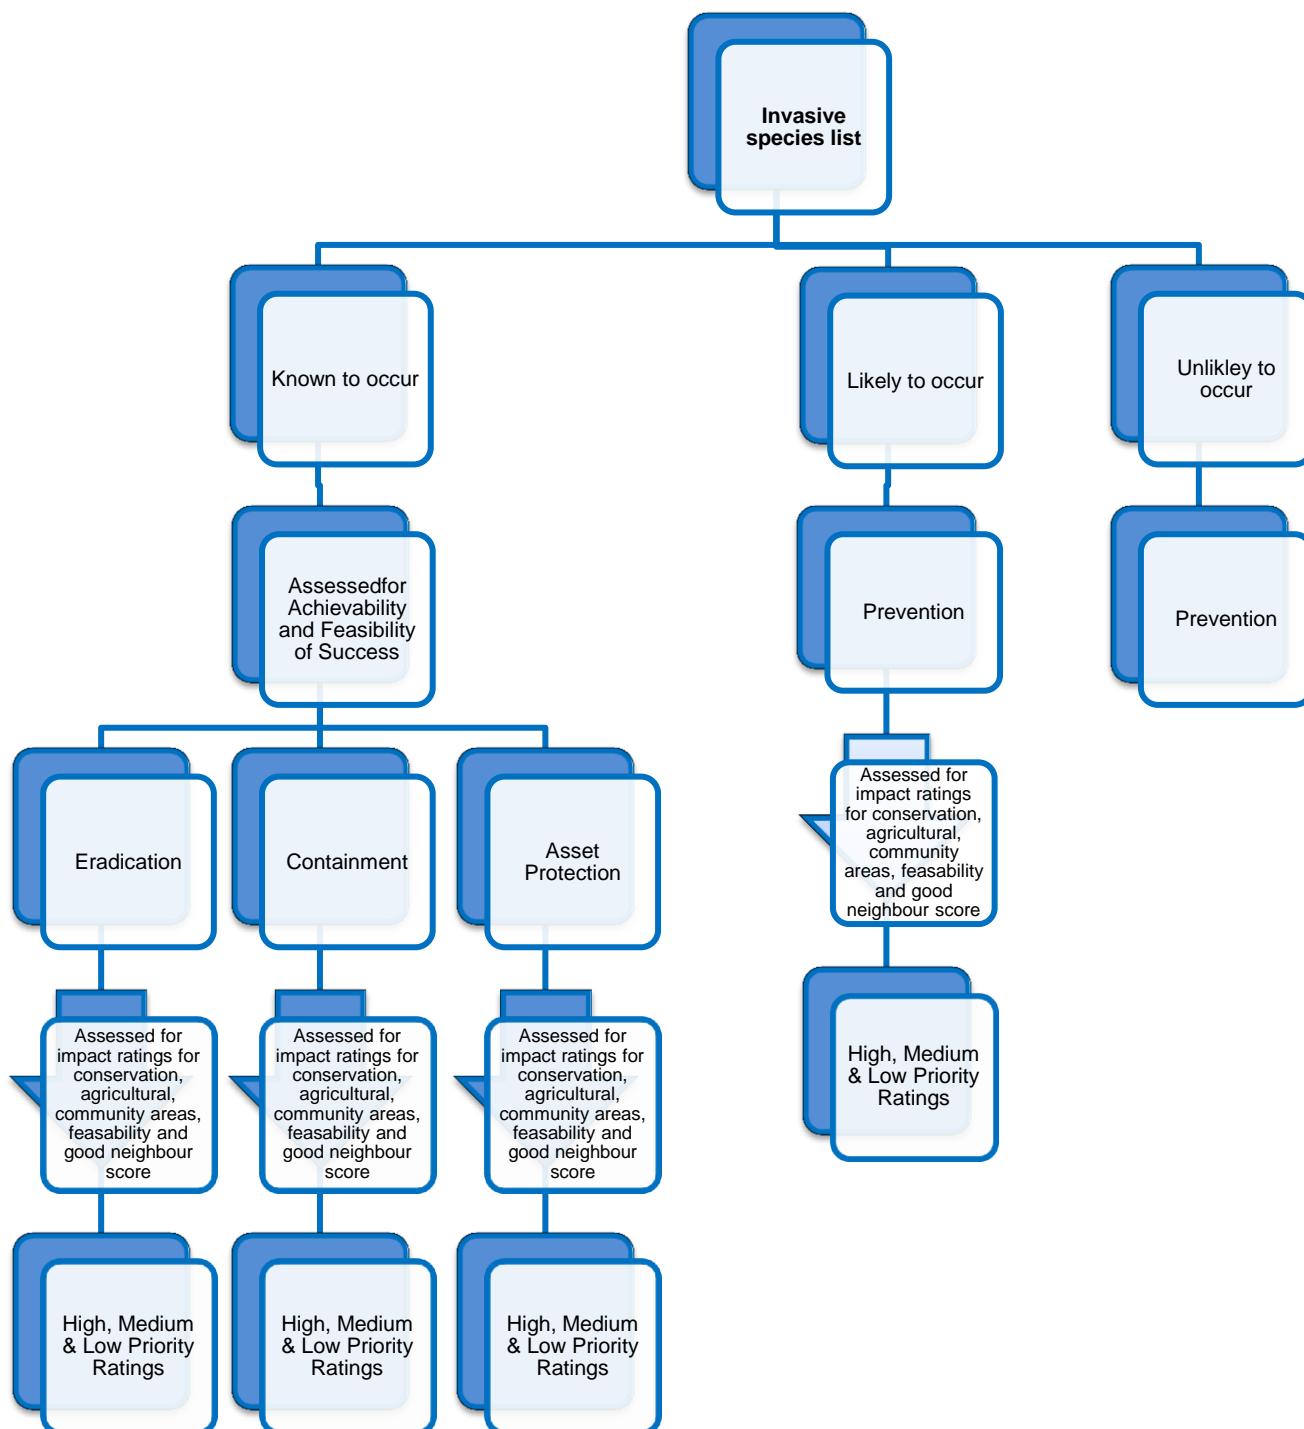 Invasive
species list
Known to occur
Likely to occur
Unlikley to
occur
Assessedfor
Achievability
and Feasibility
of Success
Prevention
Prevention
Eradication
Containment
Asset
Protection
Assessed for
impact ratings
for conservation,
agricultural,
community
areas, feasability
and good
neighbour score
High, Medium
& Low Priority
Ratings
Assessed for
impact ratings for
conservation,
agricultural,
community areas,
feasability and
good neighbour
score
Assessed for
impact ratings for
conservation,
agricultural,
community areas,
feasability and
good neighbour
score
Assessed for
impact ratings for
conservation,
agricultural,
community areas,
feasability and
good neighbour
score
High, Medium
& Low Priority
Ratings
High, Medium
& Low Priority
Ratings
High, Medium
& Low Priority
Ratings